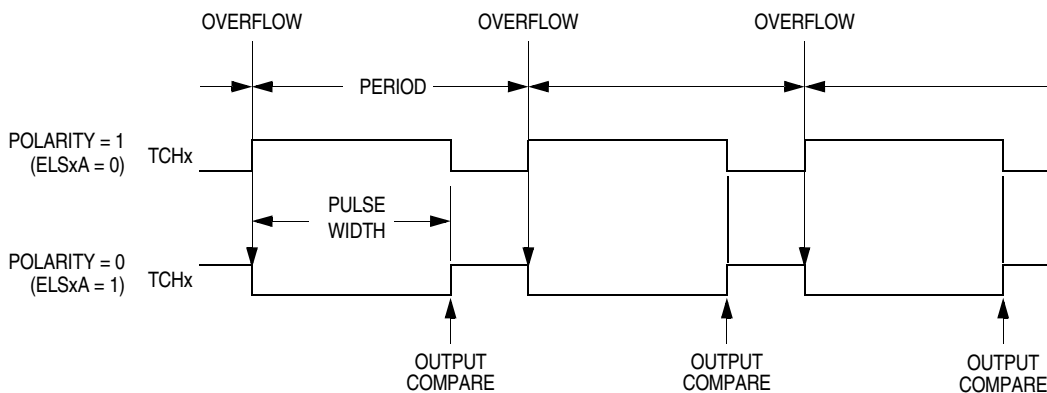 OVERFLOW
OVERFLOW
OVERFLOW
PERIOD
POLARITY = 1
(ELSxA = 0)
TCHx
PULSE
WIDTH
POLARITY = 0
(ELSxA = 1)
TCHx
OUTPUT
COMPARE
OUTPUT
COMPARE
OUTPUT
COMPARE